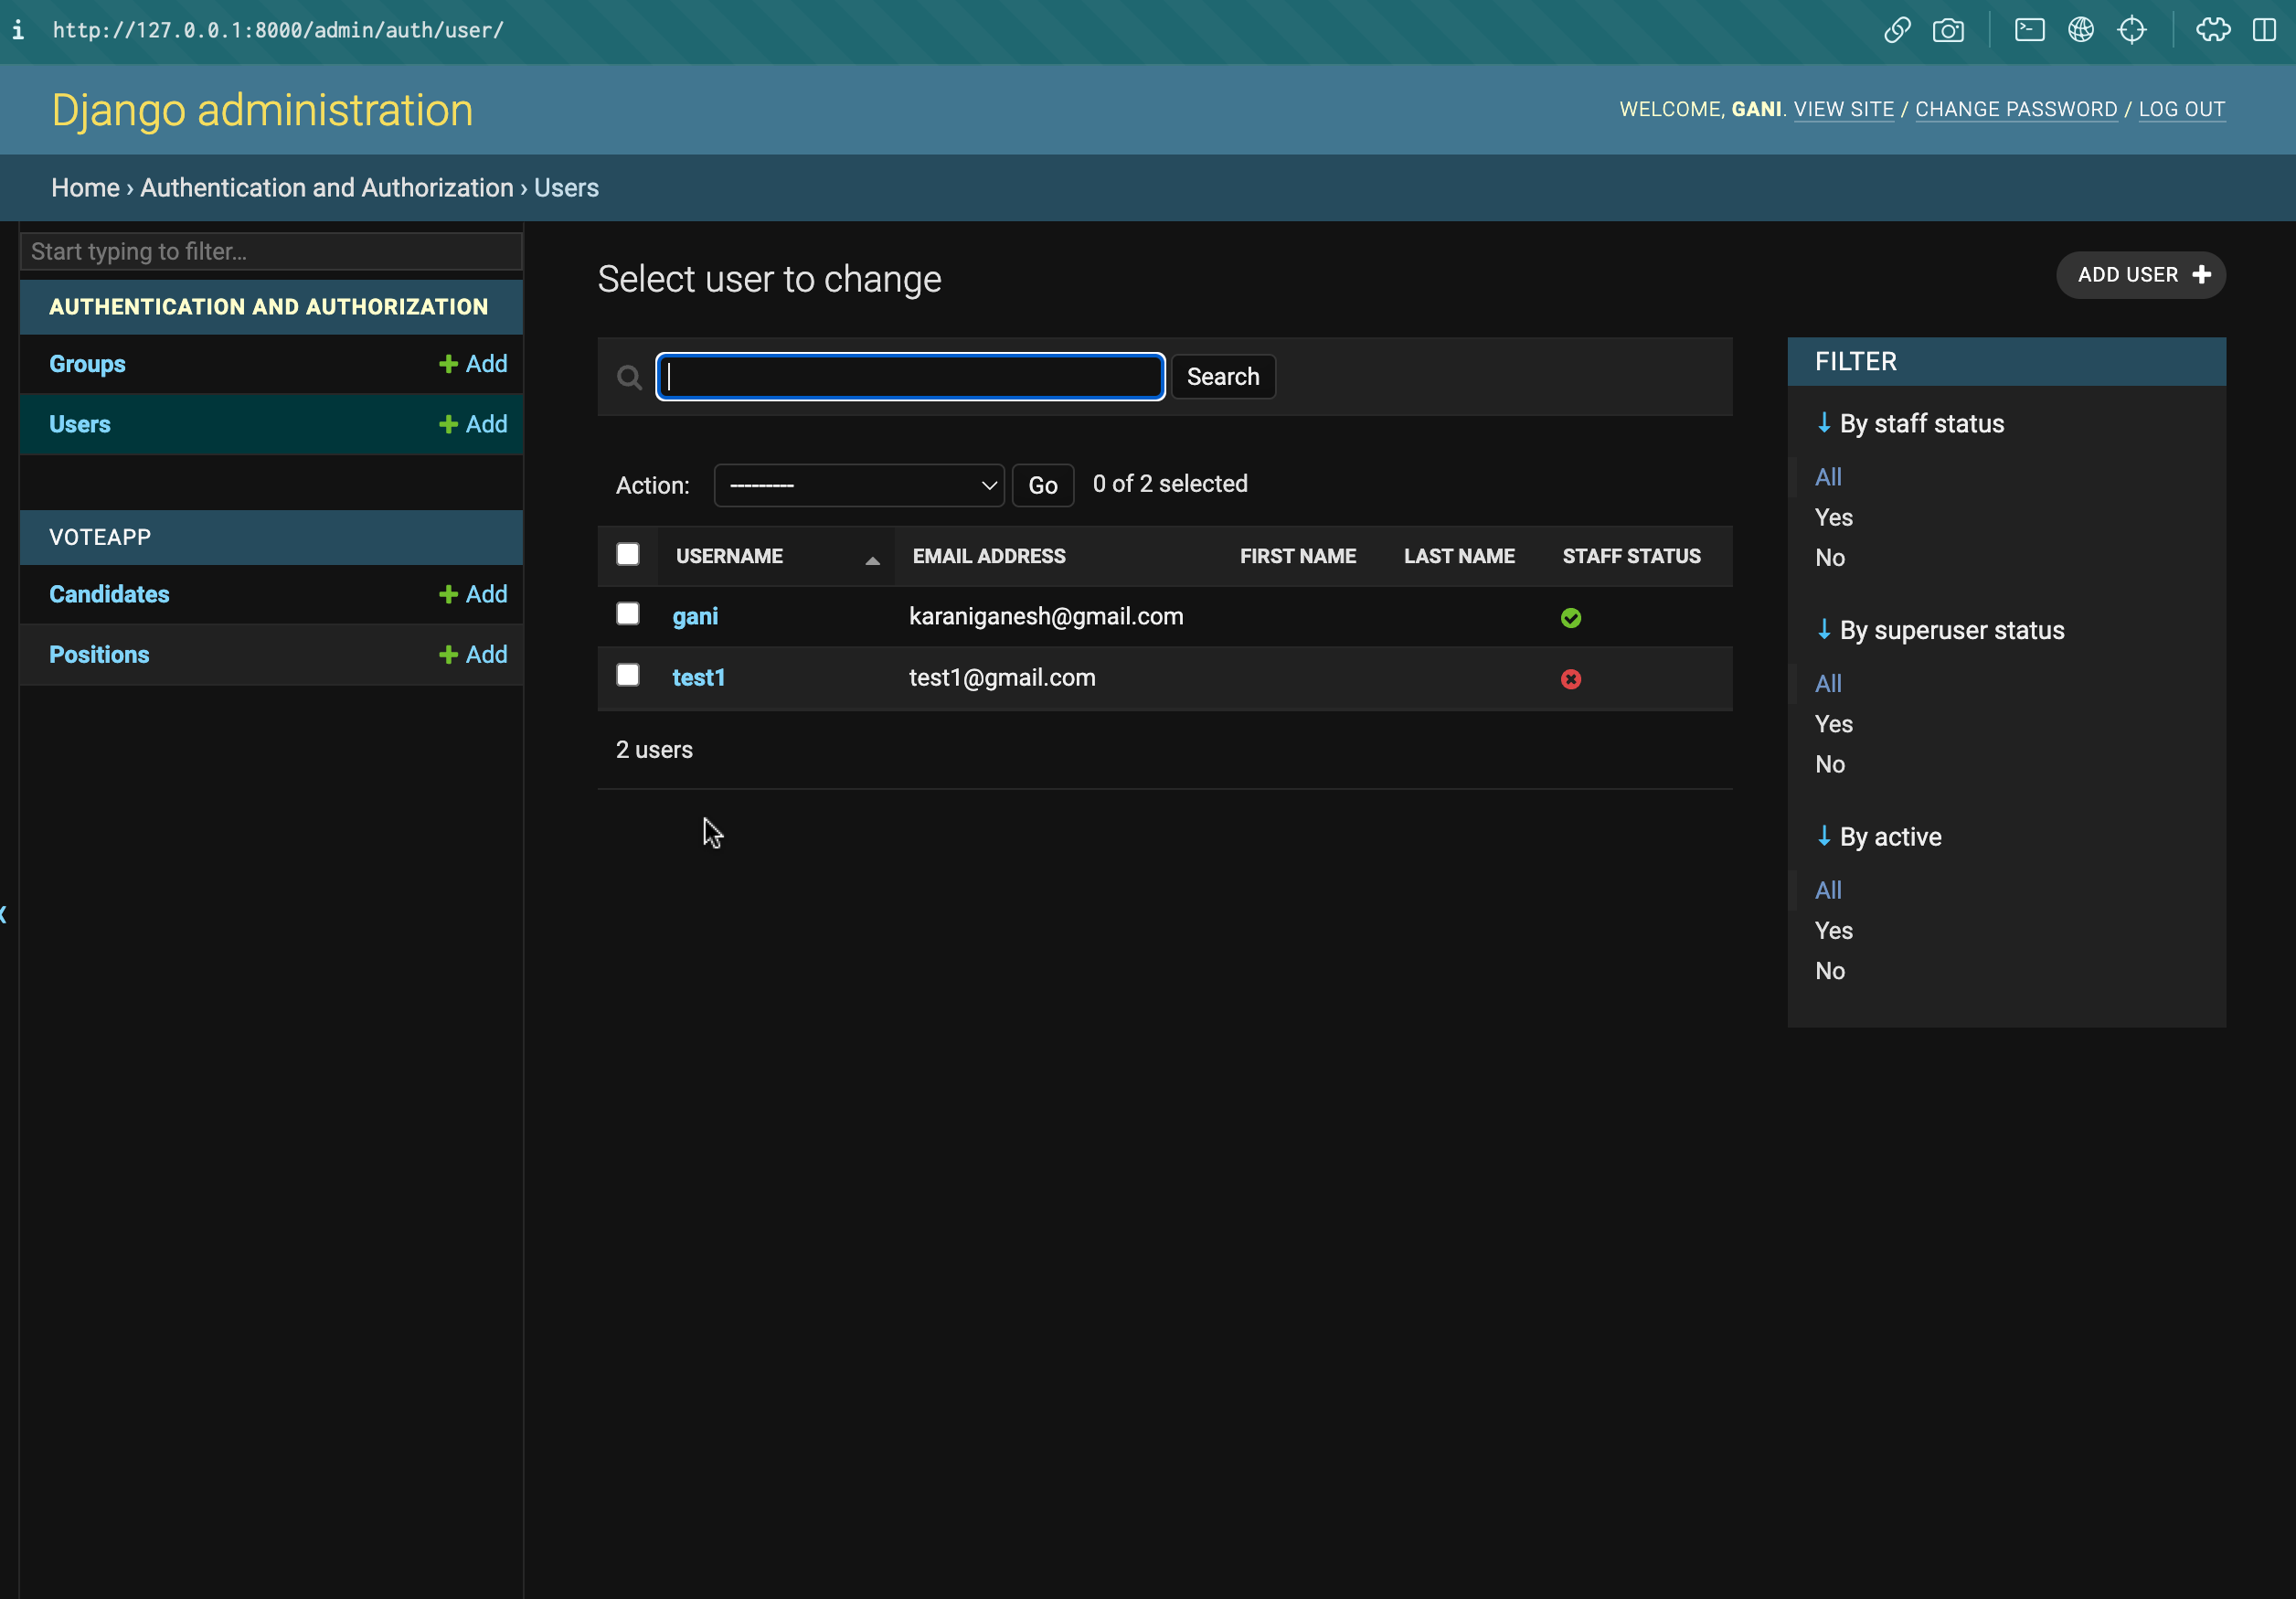 http://127.0.0.1:8000/admin/auth/user/
Django administration
WELCOME, GANI. VIEW SITE / CHANGE PASSWORD / LOG OUT
Home › Authentication and Authorization › Users
Start typing to filter...
AUTHENTICATION AND AUTHORIZATION
Groups + Add
Users + Add
VOTEAPP
Candidates + Add
Positions + Add
Select user to change
ADD USER +
Search
Action: --------- Go 0 of 2 selected
USERNAME EMAIL ADDRESS FIRST NAME LAST NAME STAFF STATUS
gani karaniganesh@gmail.com
test1 test1@gmail.com
2 users
FILTER
↓ By staff status
All
Yes
No
↓ By superuser status
All
Yes
No
↓ By active
All
Yes
No